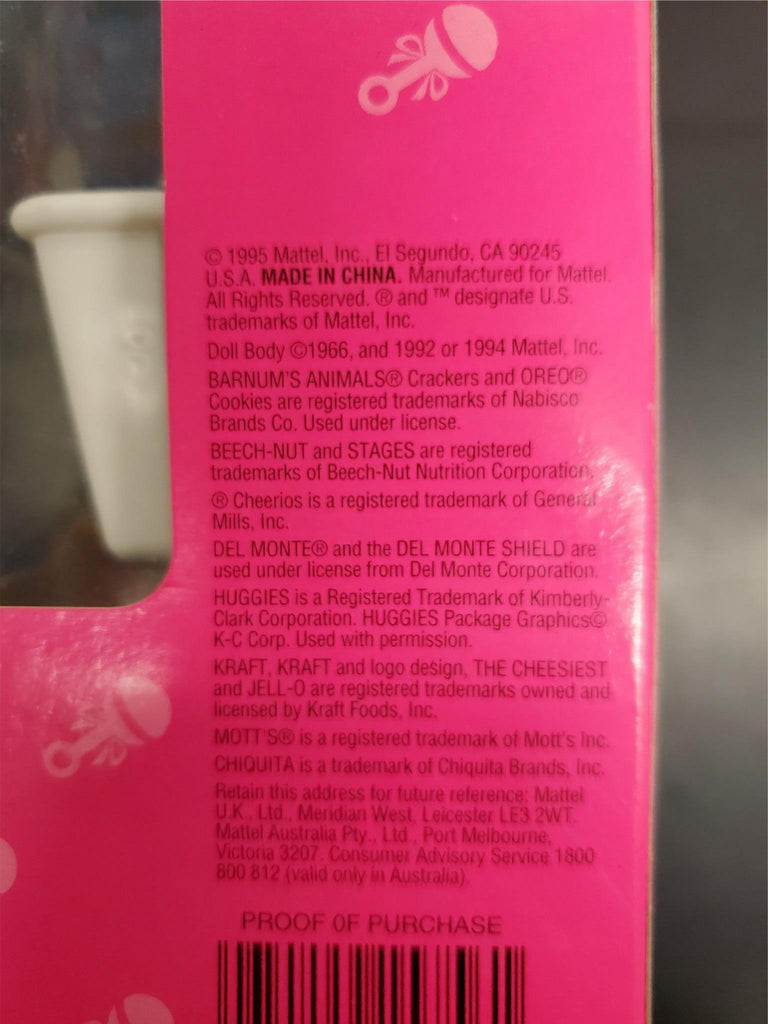 © 1995 Mattel, Inc., El Segundo, CA 90245
U.S.A. MADE IN CHINA. Manufactured for Mattel.
All Rights Reserved. ® and ™ designate U.S.
trademarks of Mattel, Inc.
Doll Body ©1966, and 1992 or 1994 Mattel, Inc.
BARNUM'S ANIMALS® Crackers and OREO®
Cookies are registered trademarks of Nabisco
Brands Co. Used under license.
BEECH-NUT and STAGES are registered
trademarks of Beech-Nut Nutrition Corporation.
® Cheerios is a registered trademark of General
Mills, Inc.
DEL MONTE® and the DEL MONTE SHIELD are
used under license from Del Monte Corporation.
HUGGIES is a Registered Trademark of Kimberly-
Clark Corporation. HUGGIES Package Graphics©
K-C Corp. Used with permission.
KRAFT, KRAFT and logo design, THE CHEESIEST
and JELL-O are registered trademarks owned and
licensed by Kraft Foods, Inc.
MOTT'S® is a registered trademark of Mott's Inc.
CHIQUITA is a trademark of Chiquita Brands, Inc.
Retain this address for future reference: Mattel
U.K., Ltd., Meridian West, Leicester LE3 2WT.
Mattel Australia Pty., Ltd., Port Melbourne,
Victoria 3207. Consumer Advisory Service 1800
800 812 (valid only in Australia).
PROOF OF PURCHASE